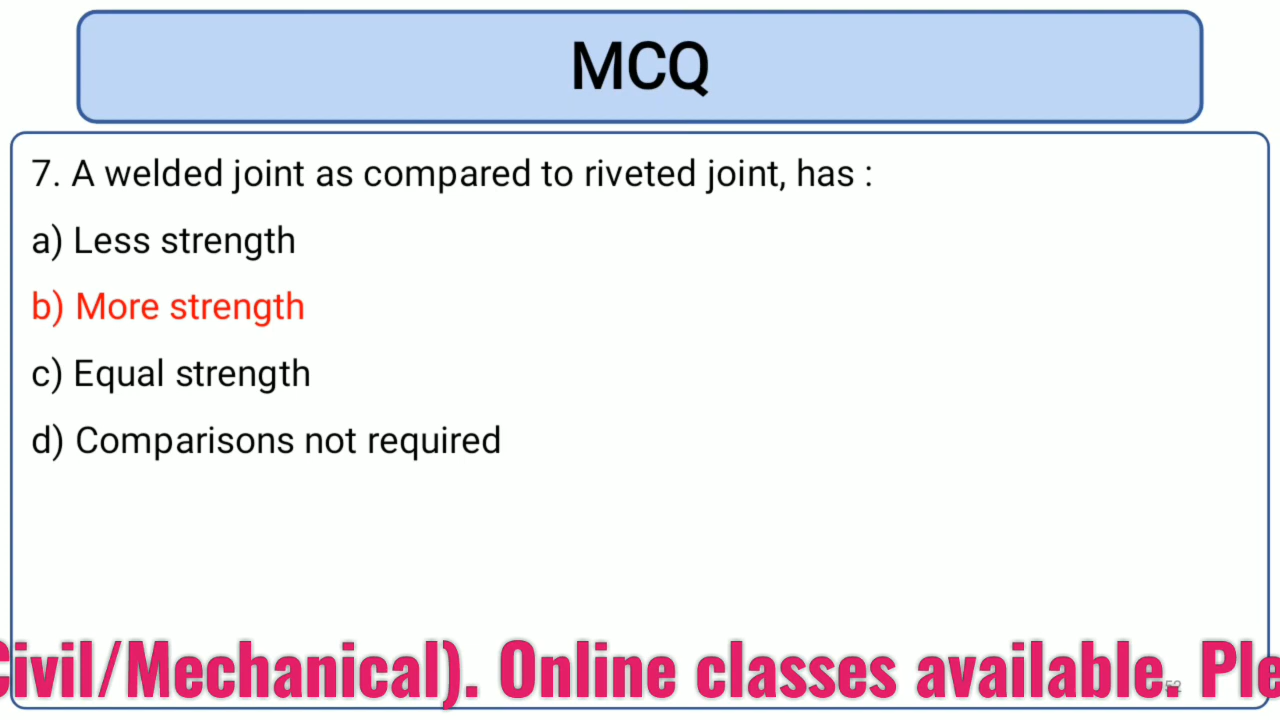 MCQ
7. A welded joint as compared to riveted joint, has :
a) Less strength
b) More strength
c) Equal strength
d) Comparisons not required
Civil/Mechanical). Online classes available. Ple
52